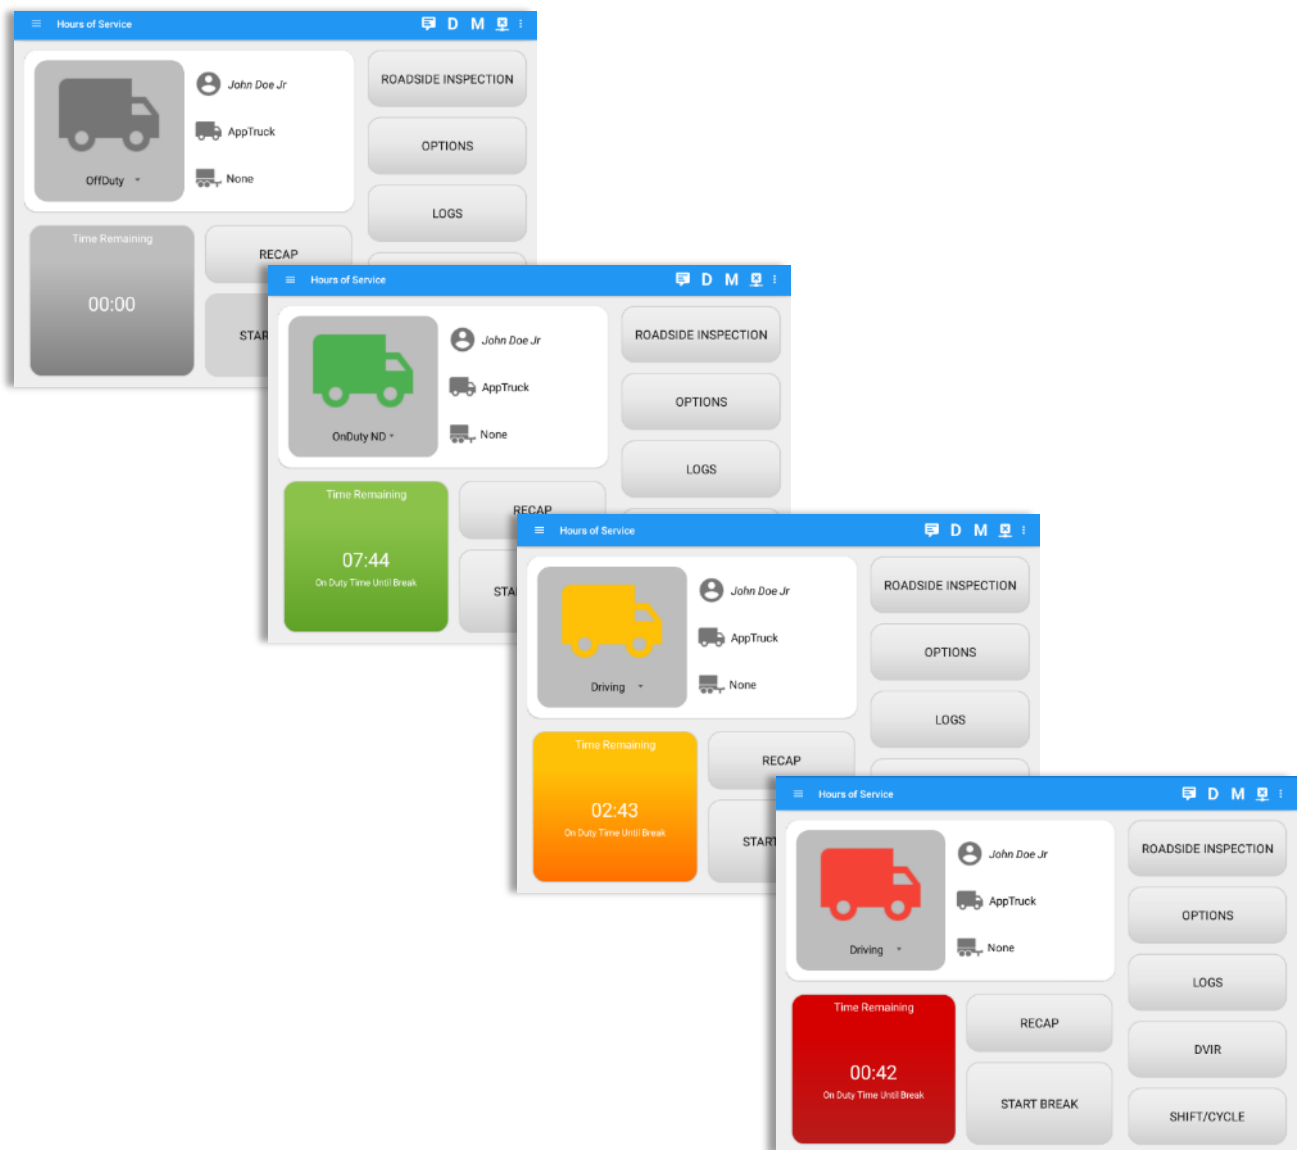 Hours of Service
D M
John Doe Jr
AppTruck
None
OffDuty
ROADSIDE INSPECTION
OPTIONS
LOGS
Time Remaining
00:00
RECAP
STAR
Hours of Service
D M
John Doe Jr
AppTruck
None
OnDuty ND
ROADSIDE INSPECTION
OPTIONS
LOGS
Time Remaining
07:44
On Duty Time Until Break
RECAP
STA
Hours of Service
D M
John Doe Jr
AppTruck
None
Driving
ROADSIDE INSPECTION
OPTIONS
LOGS
Time Remaining
02:43
On Duty Time Until Break
RECAP
START
Hours of Service
D M
John Doe Jr
AppTruck
None
Driving
ROADSIDE INSPECTION
OPTIONS
LOGS
DVIR
SHIFT/CYCLE
Time Remaining
00:42
On Duty Time Until Break
RECAP
START BREAK